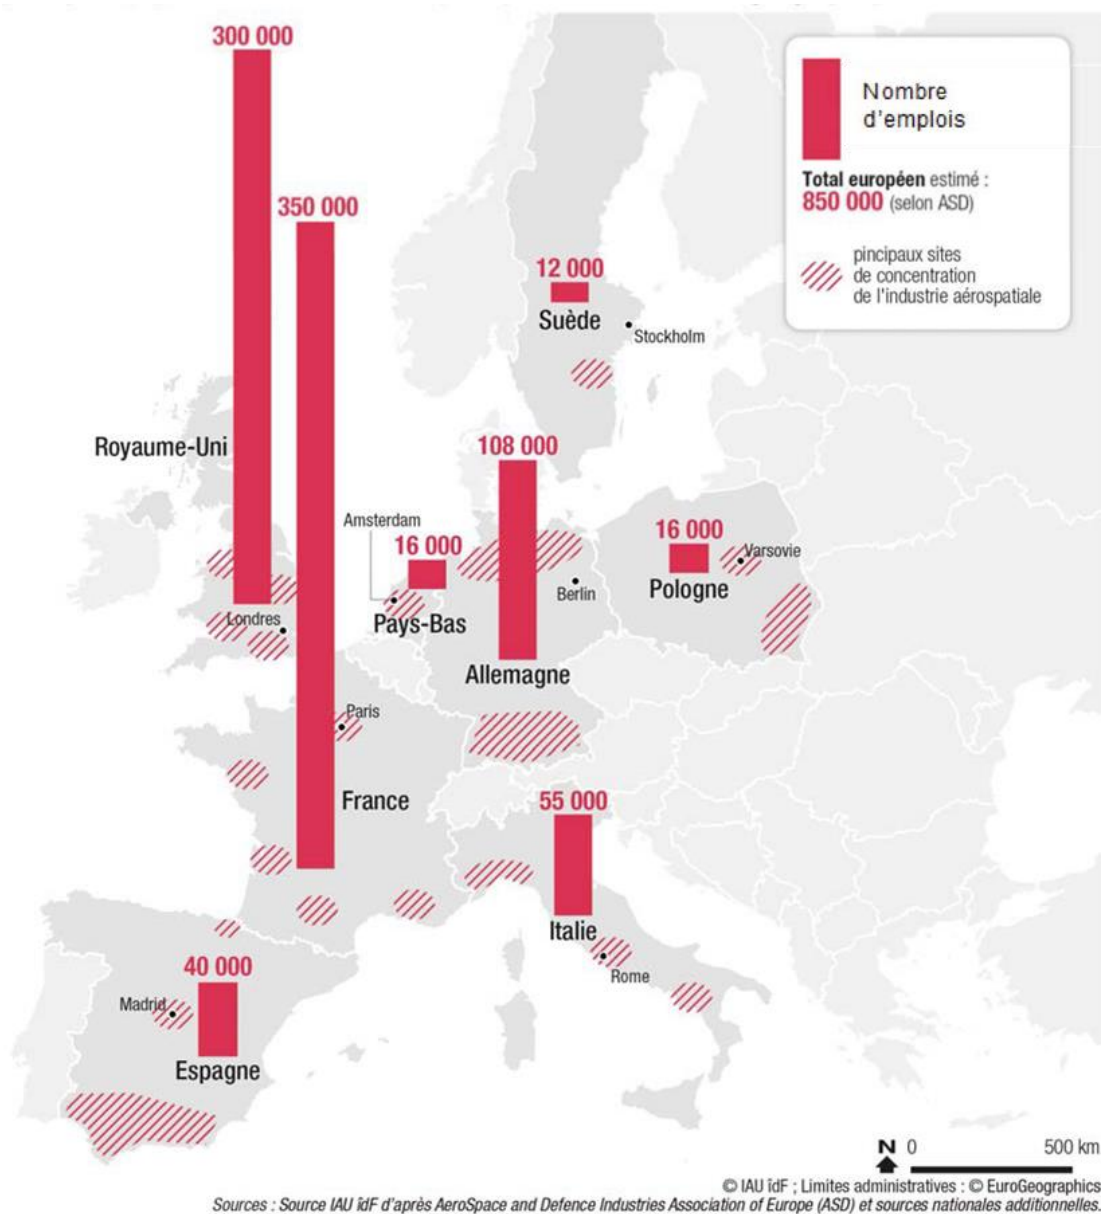 300 000
Nombre
d'emplois
Total européen estimé :
850 000 (selon ASD)
350 000
pincipaux sites
de concentration
de l'industrie aérospatiale
12 000
Suède
Stockholm
Royaume-Uni
108 000
Amsterdam
16 000
16 000
Varsovie
Pologne
Berlin
Londres
Pays-Bas
Allemagne
Paris
France
55 000
Italie
Rome
40 000
Madrid
Espagne
N 0 500 km
© IAU îdF ; Limites administratives : © EuroGeographics
Sources : Source IAU îdF d'après AeroSpace and Defence Industries Association of Europe (ASD) et sources nationales additionnelles.